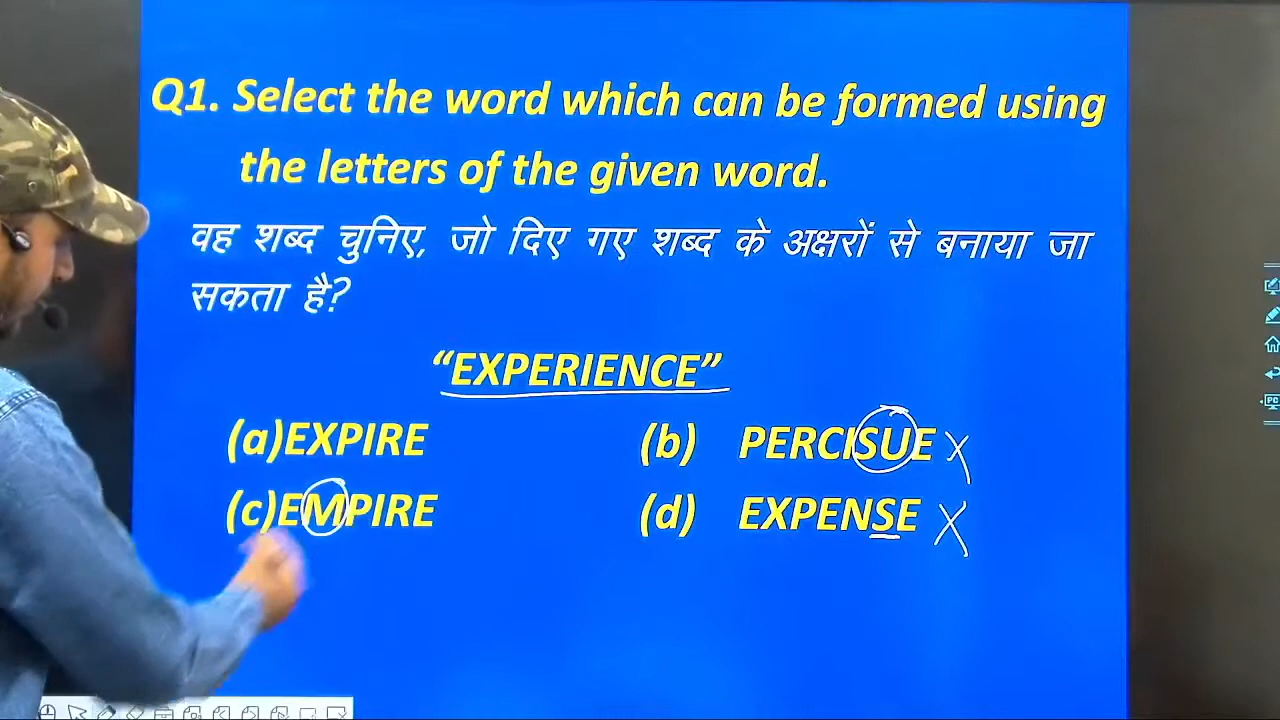 Q1. Select the word which can be formed using
the letters of the given word.
वह शब्द चुनिए, जो दिए गए शब्द के अक्षरों से बनाया जा
सकता है?
“EXPERIENCE”
(a)EXPIRE (b) PERCISUE X
(c)EMPIRE (d) EXPENSE X
PC